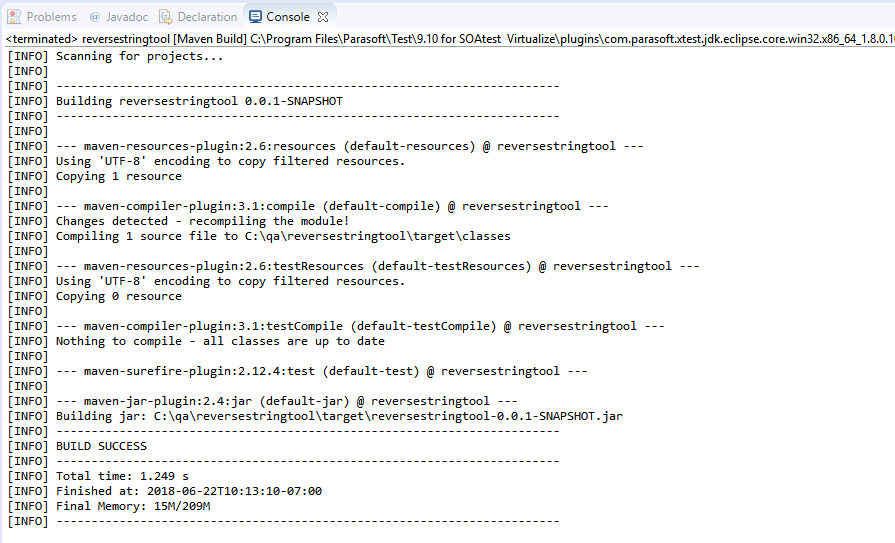 Problems @ Javadoc Declaration Console
<terminated> reversestringtool [Maven Build] C:\Program Files\Parasoft\Test\9.10 for SOAtest Virtualize\plugins\com.parasoft.xtest.jdk.eclipse.core.win32.x86_64_1.8.0.10
[INFO] Scanning for projects...
[INFO]
[INFO] ------------------------------------------------------------------------
[INFO] Building reversestringtool 0.0.1-SNAPSHOT
[INFO] ------------------------------------------------------------------------
[INFO]
[INFO] --- maven-resources-plugin:2.6:resources (default-resources) @ reversestringtool ---
[INFO] Using 'UTF-8' encoding to copy filtered resources.
[INFO] Copying 1 resource
[INFO]
[INFO] --- maven-compiler-plugin:3.1:compile (default-compile) @ reversestringtool ---
[INFO] Changes detected - recompiling the module!
[INFO] Compiling 1 source file to C:\qa\reversestringtool\target\classes
[INFO]
[INFO] --- maven-resources-plugin:2.6:testResources (default-testResources) @ reversestringtool ---
[INFO] Using 'UTF-8' encoding to copy filtered resources.
[INFO] Copying 0 resource
[INFO]
[INFO] --- maven-compiler-plugin:3.1:testCompile (default-testCompile) @ reversestringtool ---
[INFO] Nothing to compile - all classes are up to date
[INFO]
[INFO] --- maven-surefire-plugin:2.12.4:test (default-test) @ reversestringtool ---
[INFO]
[INFO] --- maven-jar-plugin:2.4:jar (default-jar) @ reversestringtool ---
[INFO] Building jar: C:\qa\reversestringtool\target\reversestringtool-0.0.1-SNAPSHOT.jar
[INFO] ------------------------------------------------------------------------
[INFO] BUILD SUCCESS
[INFO] ------------------------------------------------------------------------
[INFO] Total time: 1.249 s
[INFO] Finished at: 2018-06-22T10:13:10-07:00
[INFO] Final Memory: 15M/209M
[INFO] ------------------------------------------------------------------------